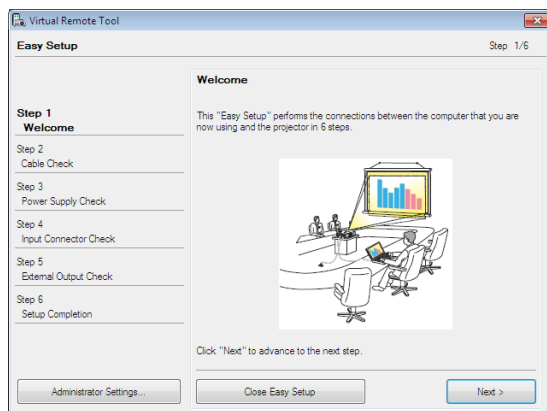 Virtual Remote Tool
Easy Setup
Step 1/6
Step 1
Welcome
Step 2
Cable Check
Step 3
Power Supply Check
Step 4
Input Connector Check
Step 5
External Output Check
Step 6
Setup Completion
Welcome
This "Easy Setup" performs the connections between the computer that you are
now using and the projector in 6 steps.
Click "Next" to advance to the next step.
Administrator Settings...
Close Easy Setup
Next >